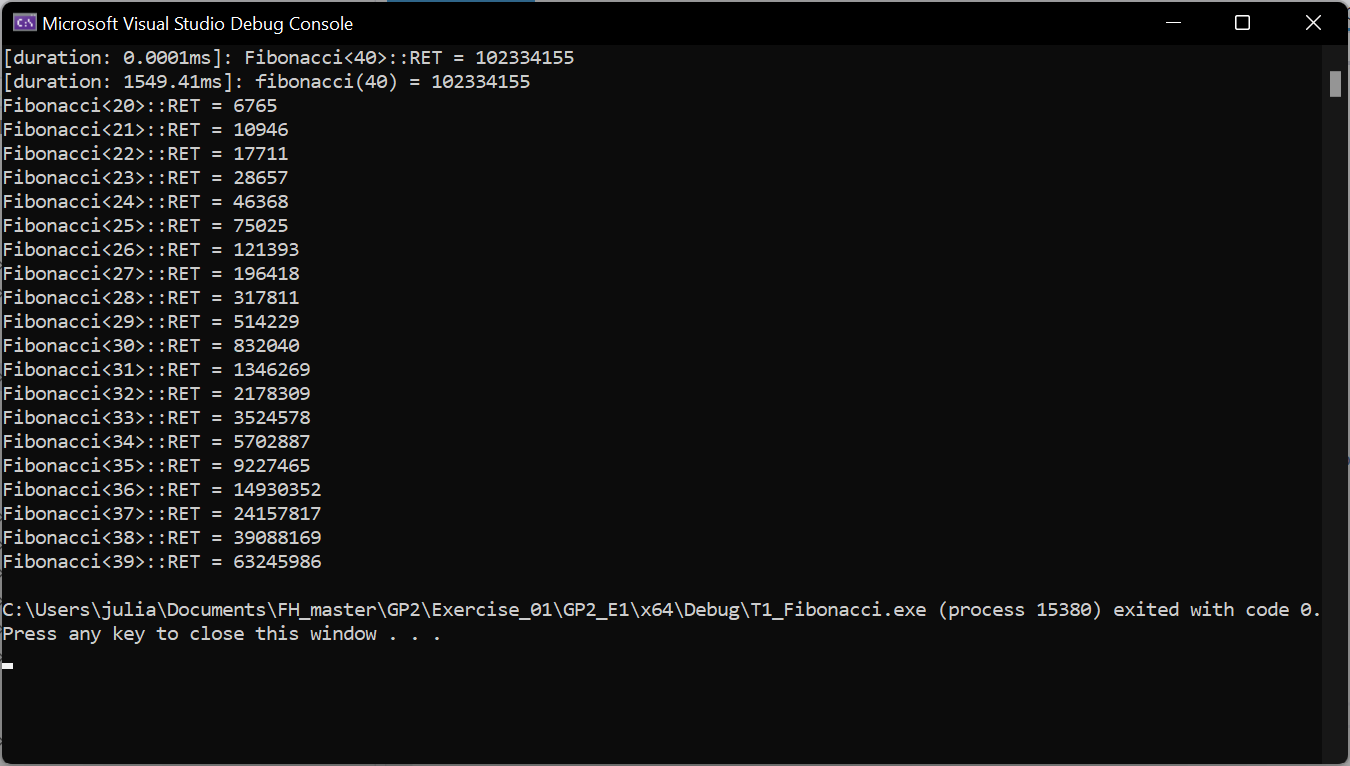 Microsoft Visual Studio Debug Console
[duration: 0.0001ms]: Fibonacci<40>::RET = 102334155
[duration: 1549.41ms]: fibonacci(40) = 102334155
Fibonacci<20>::RET = 6765
Fibonacci<21>::RET = 10946
Fibonacci<22>::RET = 17711
Fibonacci<23>::RET = 28657
Fibonacci<24>::RET = 46368
Fibonacci<25>::RET = 75025
Fibonacci<26>::RET = 121393
Fibonacci<27>::RET = 196418
Fibonacci<28>::RET = 317811
Fibonacci<29>::RET = 514229
Fibonacci<30>::RET = 832040
Fibonacci<31>::RET = 1346269
Fibonacci<32>::RET = 2178309
Fibonacci<33>::RET = 3524578
Fibonacci<34>::RET = 5702887
Fibonacci<35>::RET = 9227465
Fibonacci<36>::RET = 14930352
Fibonacci<37>::RET = 24157817
Fibonacci<38>::RET = 39088169
Fibonacci<39>::RET = 63245986
C:\Users\julia\Documents\FH_master\GP2\Exercise_01\GP2_E1\x64\Debug\T1_Fibonacci.exe (process 15380) exited with code 0.
Press any key to close this window . . .